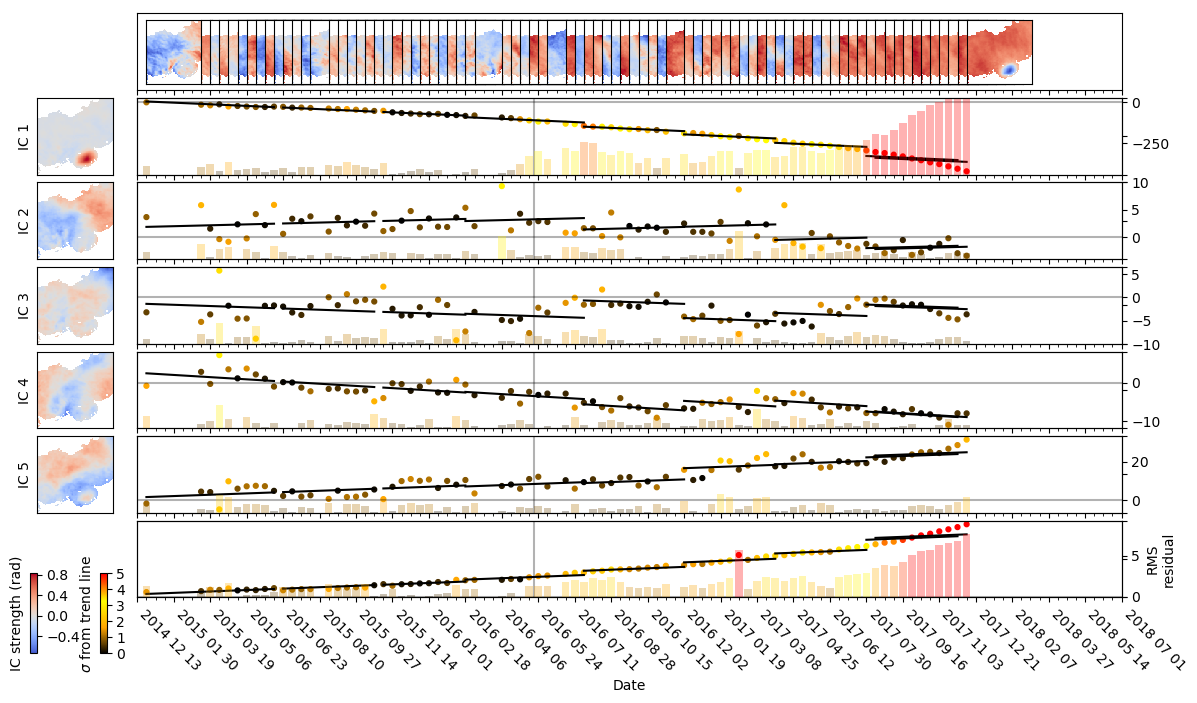 IC 1
0
−250
IC 2
10
5
0
IC 3
5
0
−5
−10
IC 4
0
−10
IC 5
20
0
RMS
residual
5
0
IC strength (rad)
0.8
0.4
0.0
−0.4
σ from trend line
5
4
3
2
1
0
2014 12 13
2015 01 30
2015 03 19
2015 05 06
2015 06 23
2015 08 10
2015 09 27
2015 11 14
2016 01 01
2016 02 18
2016 04 06
2016 05 24
2016 07 11
2016 08 28
2016 10 15
2016 12 02
2017 01 19
2017 03 08
2017 04 25
2017 06 12
2017 07 30
2017 09 16
2017 11 03
2017 12 21
2018 02 07
2018 03 27
2018 05 14
2018 07 01
Date